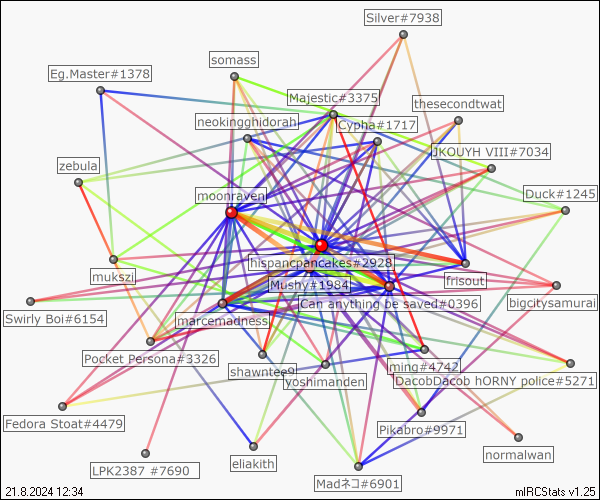 Silver#7938
somass
Eg.Master#1378
Majestic#3375
thesecondtwat
neokingghidorah
Cypha#1717
JKOUYH VIII#7034
zebula
moonraven
Duck#1245
hispancpancakes#2928
mukszi
frisout
Mushy#1984
bigcitysamurai
Can anything be saved#0396
Swirly Boi#6154
marcemadness
Pocket Persona#3326
ming#4742
shawntee9
yoshimanden
DacobDacob hORNY police#5271
Fedora Stoat#4479
Pikabro#9971
normalwan
eliakith
LPK2387 #7690
Madネコ#6901
21.8.2024 12:34
mIRCStats v1.25